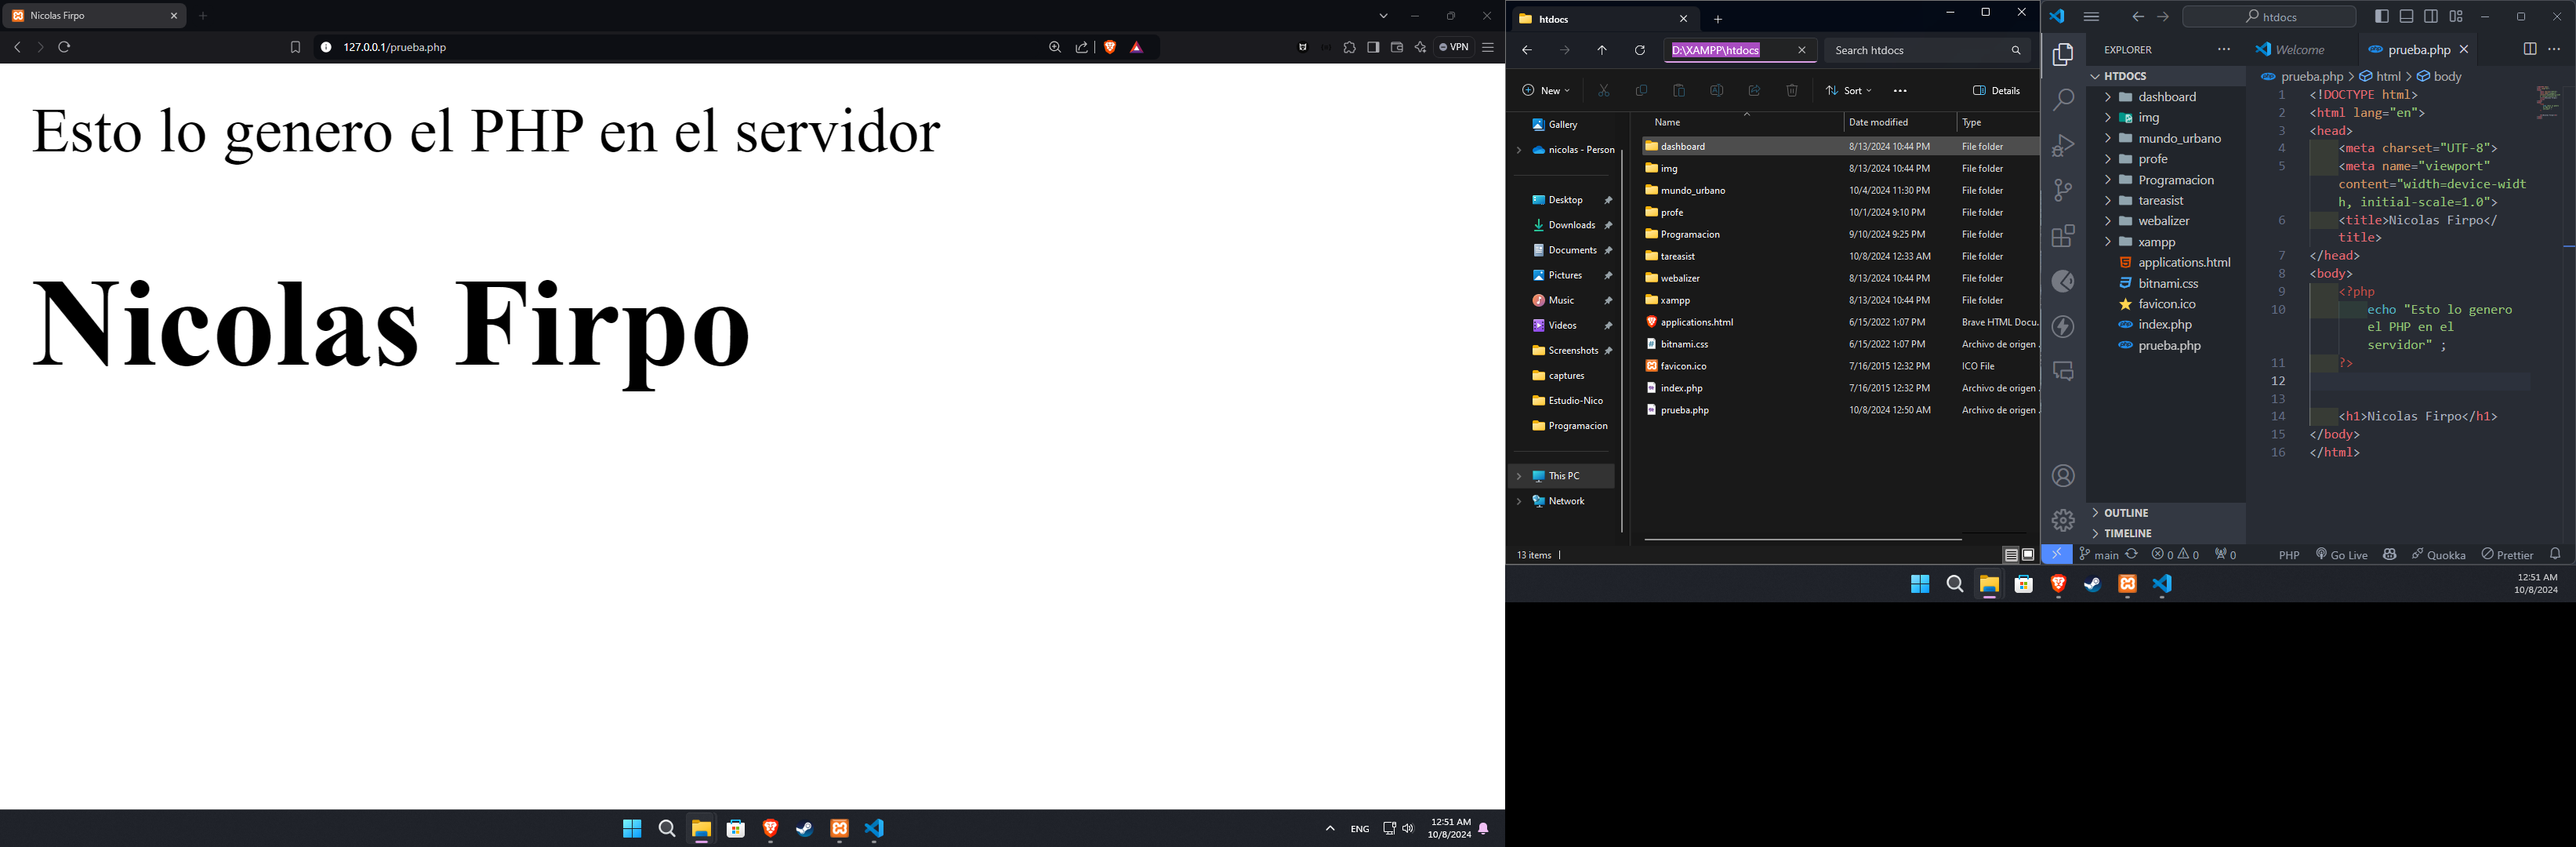 Nicolas Firpo
127.0.0.1/prueba.php
VPN
Esto lo genero el PHP en el servidor
Nicolas Firpo
ENG
12:51 AM
10/8/2024
htdocs
D:\XAMPP\htdocs
Search htdocs
New
Sort
Details
Gallery
nicolas - Person
Desktop
Downloads
Documents
Pictures
Music
Videos
Screenshots
captures
Estudio-Nico
Programacion
This PC
Network
Name Date modified Type
dashboard 8/13/2024 10:44 PM File folder
img 8/13/2024 10:44 PM File folder
mundo_urbano 10/4/2024 11:30 PM File folder
profe 10/1/2024 9:10 PM File folder
Programacion 9/10/2024 9:25 PM File folder
tareasist 10/8/2024 12:33 AM File folder
webalizer 8/13/2024 10:44 PM File folder
xampp 8/13/2024 10:44 PM File folder
applications.html 6/15/2022 1:07 PM Brave HTML Docu.
bitnami.css 6/15/2022 1:07 PM Archivo de origen .
favicon.ico 7/16/2015 12:32 PM ICO File
index.php 7/16/2015 12:32 PM Archivo de origen .
prueba.php 10/8/2024 12:50 AM Archivo de origen .
13 items
htdocs
EXPLORER
HTDOCS
dashboard
img
mundo_urbano
profe
Programacion
tareasist
webalizer
xampp
applications.html
bitnami.css
favicon.ico
index.php
prueba.php
OUTLINE
TIMELINE
Welcome
prueba.php
prueba.php > html > body
1 <!DOCTYPE html>
2 <html lang="en">
3 <head>
4 <meta charset="UTF-8">
5 <meta name="viewport"
content="width=device-widt
h, initial-scale=1.0">
6 <title>Nicolas Firpo</
title>
7 </head>
8 <body>
9 <?php
10 echo "Esto lo genero
el PHP en el
servidor" ;
11 ?>
12
13
14 <h1>Nicolas Firpo</h1>
15 </body>
16 </html>
main 0 0 0 PHP Go Live Quokka Prettier
12:51 AM
10/8/2024